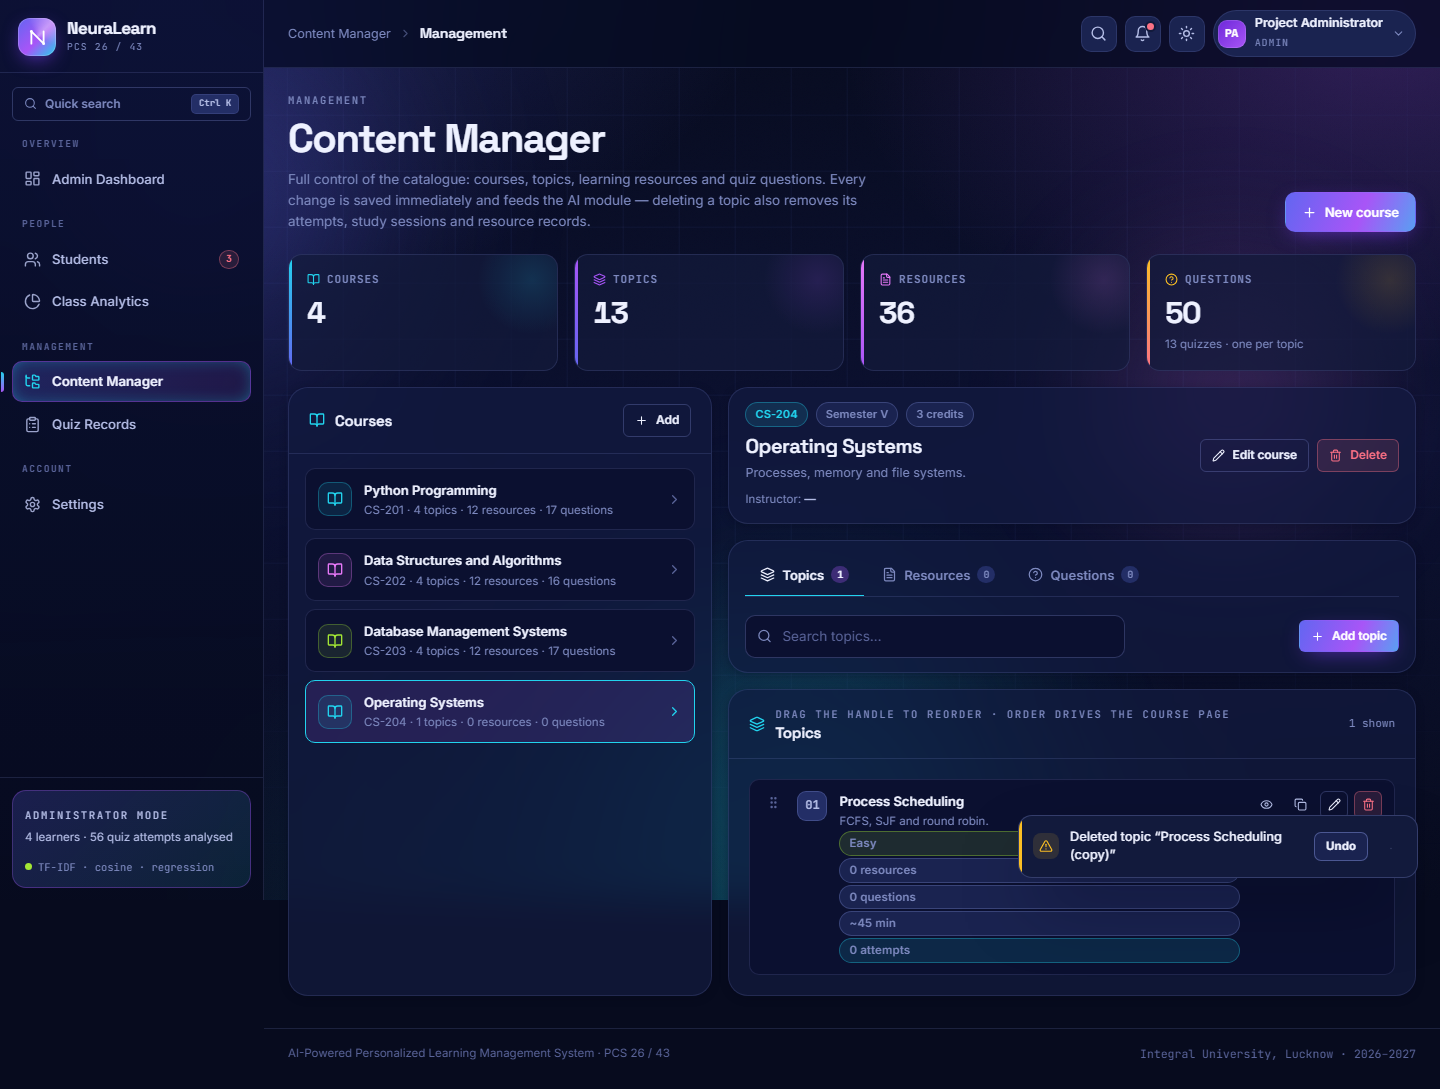 NeuraLearn
PCS 26 / 43
Quick search
Ctrl K
OVERVIEW
Admin Dashboard
PEOPLE
Students
3
Class Analytics
MANAGEMENT
Content Manager
Quiz Records
ACCOUNT
Settings
ADMINISTRATOR MODE
4 learners · 56 quiz attempts analysed
TF-IDF · cosine · regression
Content Manager
Management
PA
Project Administrator
ADMIN
MANAGEMENT
Content Manager
Full control of the catalogue: courses, topics, learning resources and quiz questions. Every
change is saved immediately and feeds the AI module — deleting a topic also removes its
attempts, study sessions and resource records.
New course
COURSES
4
TOPICS
13
RESOURCES
36
QUESTIONS
50
13 quizzes · one per topic
Courses
Add
Python Programming
CS-201 · 4 topics · 12 resources · 17 questions
Data Structures and Algorithms
CS-202 · 4 topics · 12 resources · 16 questions
Database Management Systems
CS-203 · 4 topics · 12 resources · 17 questions
Operating Systems
CS-204 · 1 topics · 0 resources · 0 questions
CS-204
Semester V
3 credits
Operating Systems
Processes, memory and file systems.
Instructor: —
Edit course
Delete
Topics 1
Resources 0
Questions 0
Search topics...
Add topic
DRAG THE HANDLE TO REORDER · ORDER DRIVES THE COURSE PAGE
Topics
1 shown
01
Process Scheduling
FCFS, SJF and round robin.
Easy
0 resources
0 questions
~45 min
0 attempts
Deleted topic “Process Scheduling
(copy)”
Undo
AI-Powered Personalized Learning Management System · PCS 26 / 43
Integral University, Lucknow · 2026–2027